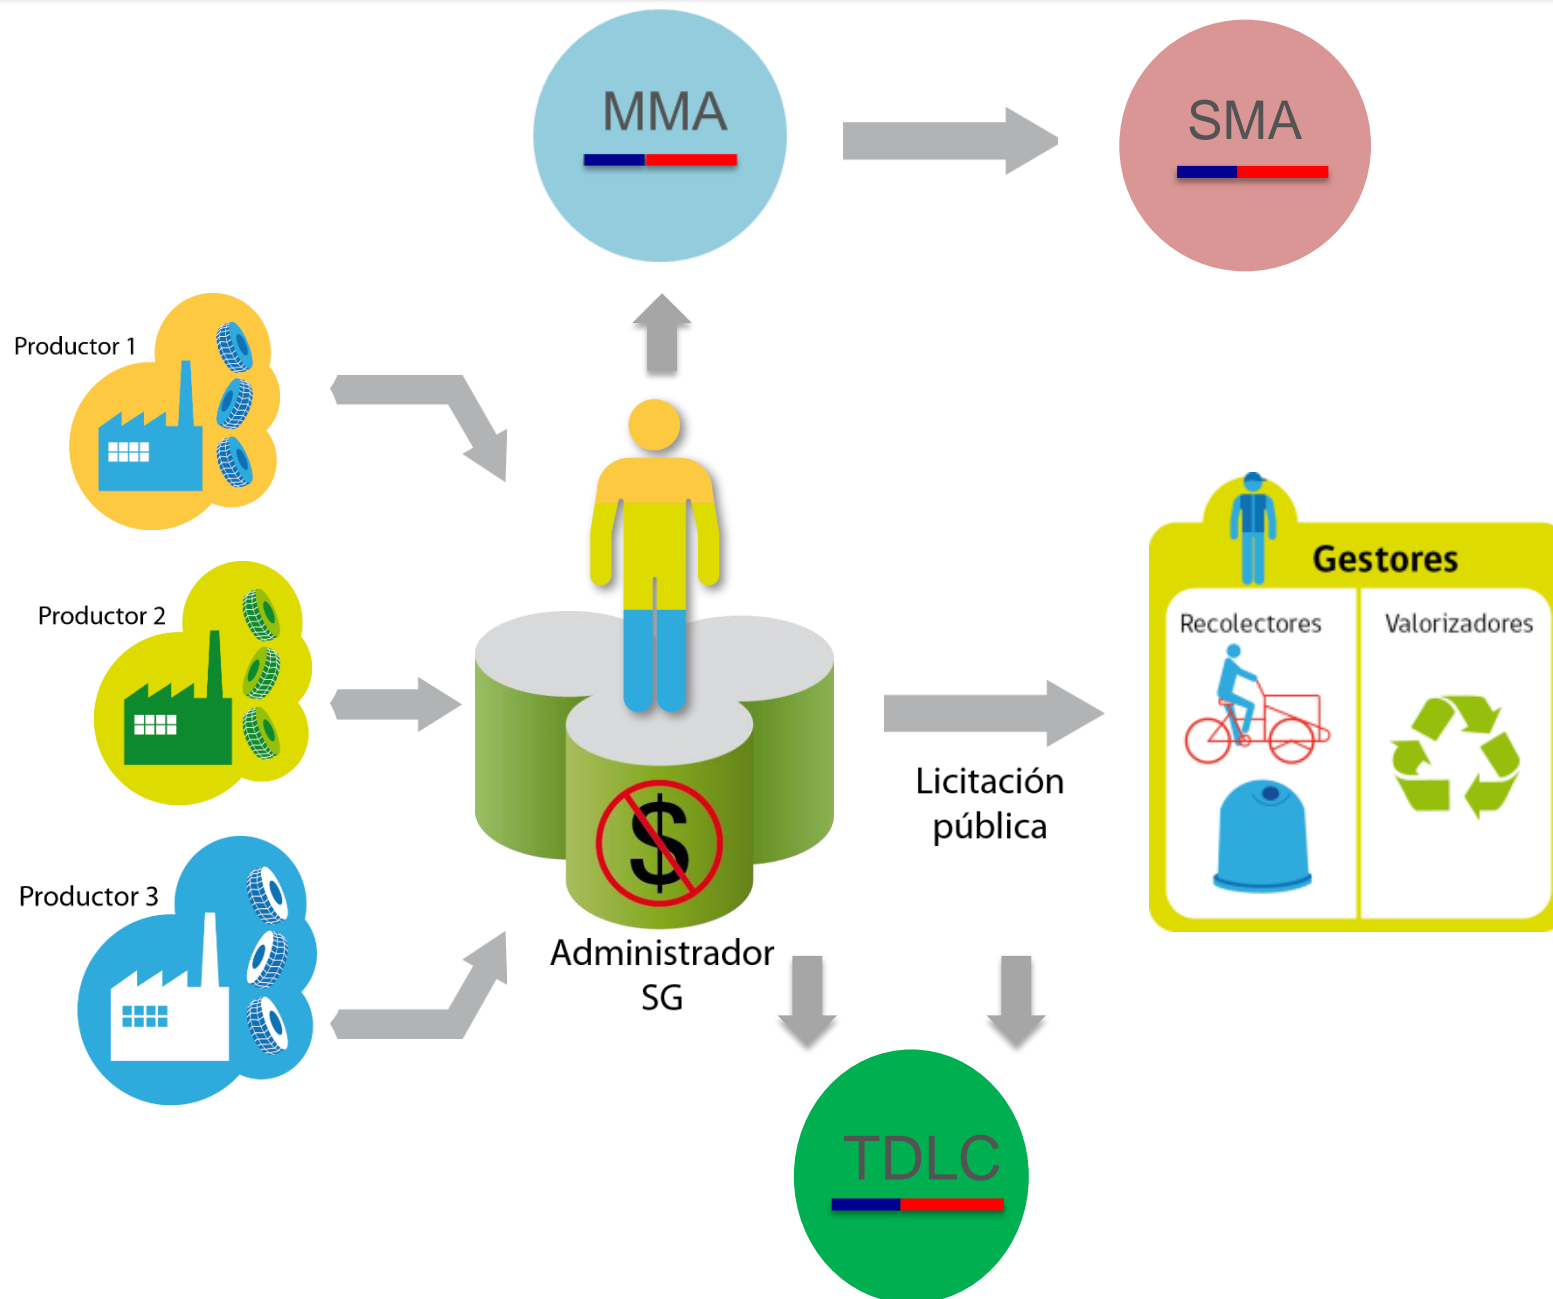 MMA
SMA
Productor 1
Productor 2
Productor 3
$
Administrador
SG
Licitación
pública
Gestores
Recolectores
Valorizadores
TDLC